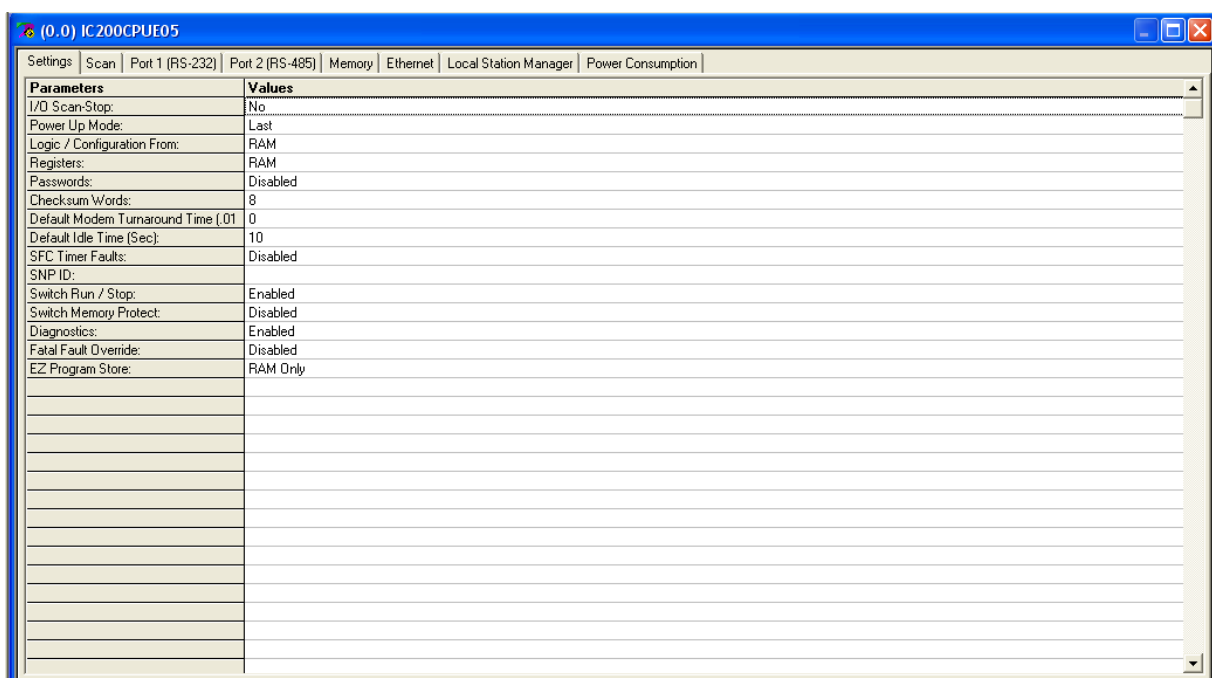 (0.0) IC200CPUE05
Settings Scan Port 1 (RS-232) Port 2 (RS-485) Memory Ethernet Local Station Manager Power Consumption
Parameters Values
I/O Scan-Stop: No
Power Up Mode: Last
Logic / Configuration From: RAM
Registers: RAM
Passwords: Disabled
Checksum Words: 8
Default Modem Turnaround Time (.01 0
Default Idle Time (Sec): 10
SFC Timer Faults: Disabled
SNP ID:
Switch Run / Stop: Enabled
Switch Memory Protect: Disabled
Diagnostics: Enabled
Fatal Fault Override: Disabled
EZ Program Store: RAM Only